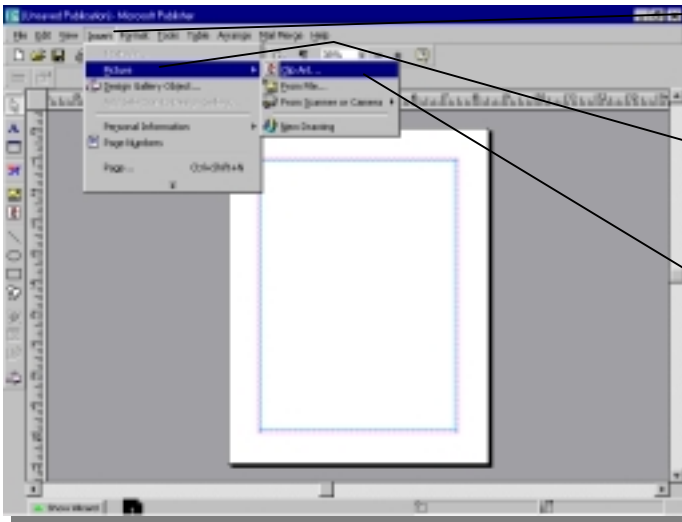 [Unsaved Publication] - Microsoft Publisher
File Edit View Insert Format Tools Table Arrange Mail Merge Help
Picture
Clip Art...
Design Gallery Object...
From File...
From Scanner or Camera
Personal Information
New Drawing
Page Numbers
Page... Ctrl+Shift+N
Show Wizard